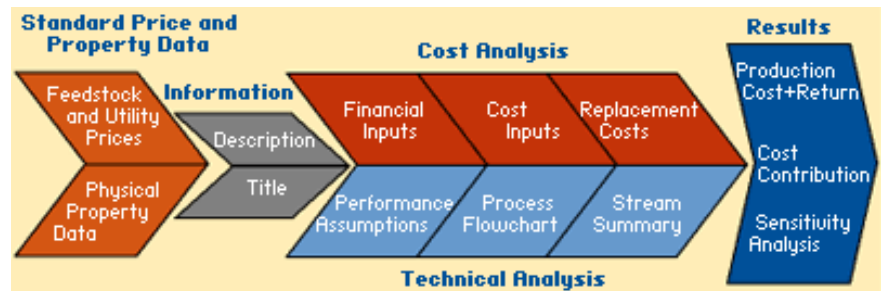 Standard Price and
Property Data
Feedstock
and Utility
Prices
Physical
Property
Data
Information
Description
Title
Cost Analysis
Financial
Inputs
Cost
Inputs
Replacement
Costs
Performance
Assumptions
Process
Flowchart
Stream
Summary
Technical Analysis
Results
Production
Cost+Return
Cost
Contribution
Sensitivity
Analysis